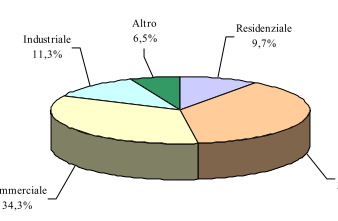 Altro
6,5%
Residenziale
9,7%
Industriale
11,3%
mmerciale
34,3%